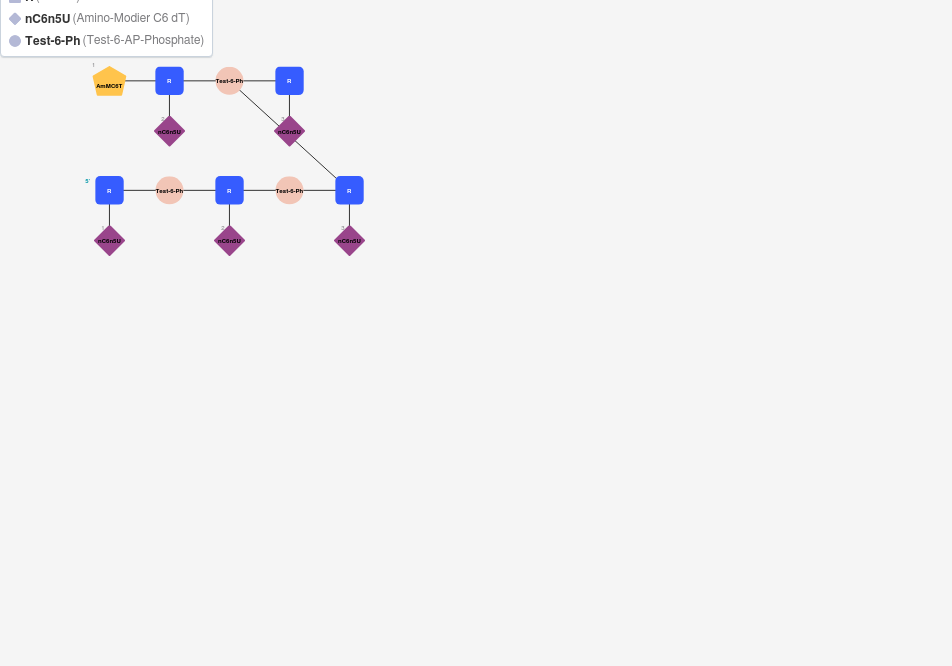 nC6n5U (Amino-Modier C6 dT)
Test-6-Ph (Test-6-AP-Phosphate)
1
AmMC6T R Test-6-Ph R
2 3
nC6n5U nC6n5U
5'
R Test-6-Ph R Test-6-Ph R
1 2 3
nC6n5U nC6n5U nC6n5U